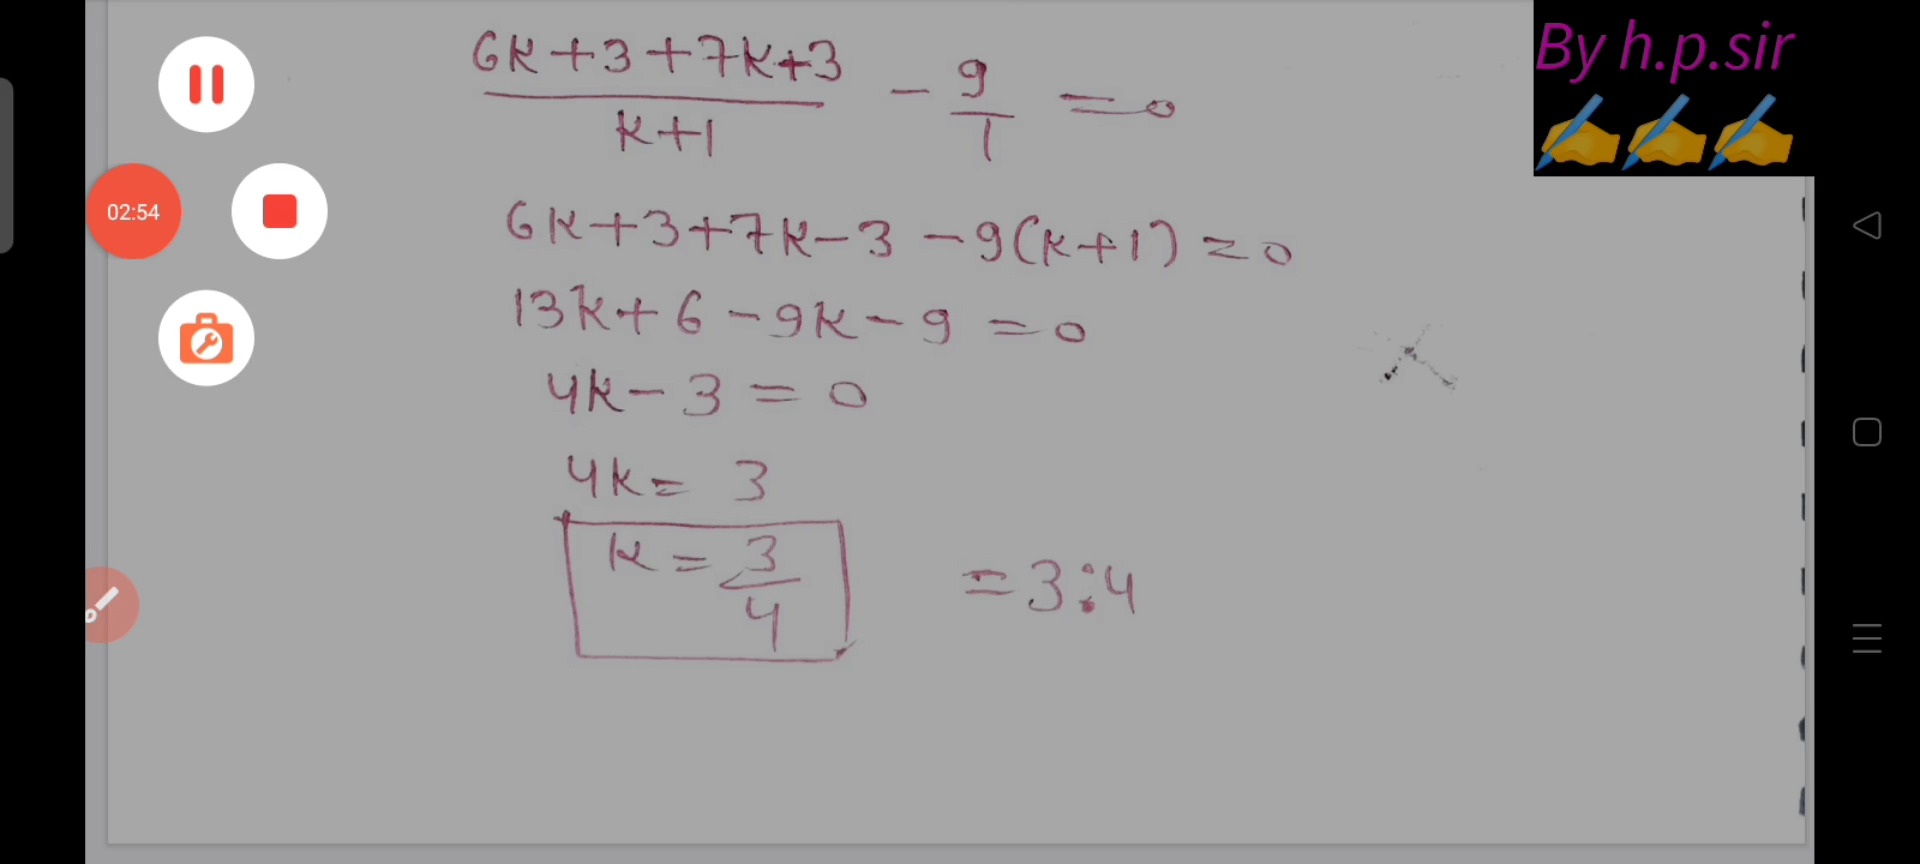 By h.p.sir
6k+3+7k+3
k+1
- 9
1
=0
02:54
6k+3+7k-3 -9(k+1) =0
13k+6 -9k-9 =0
4k-3 = 0
4k= 3
k = 3
4
=3:4